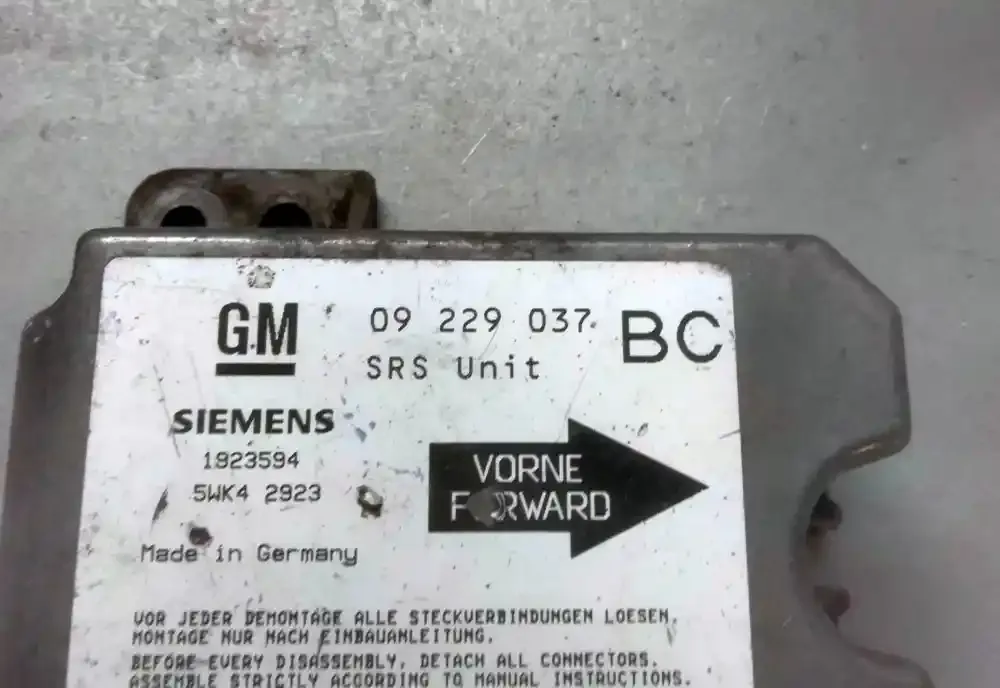 GM 09 229 037 BC
SRS Unit
SIEMENS
1923594
5WK4 2923
VORNE
FORWARD
Made in Germany
VOR JEDER DEMONTAGE ALLE STECKVERBINDUNGEN LOESEN.
MONTAGE NUR NACH EINBAUANLEITUNG.
BEFORE EVERY DISASSEMBLY, DETACH ALL CONNECTORS.
ASSEMBLE STRICTLY ACCORDING TO MANUAL INSTRUCTIONS.